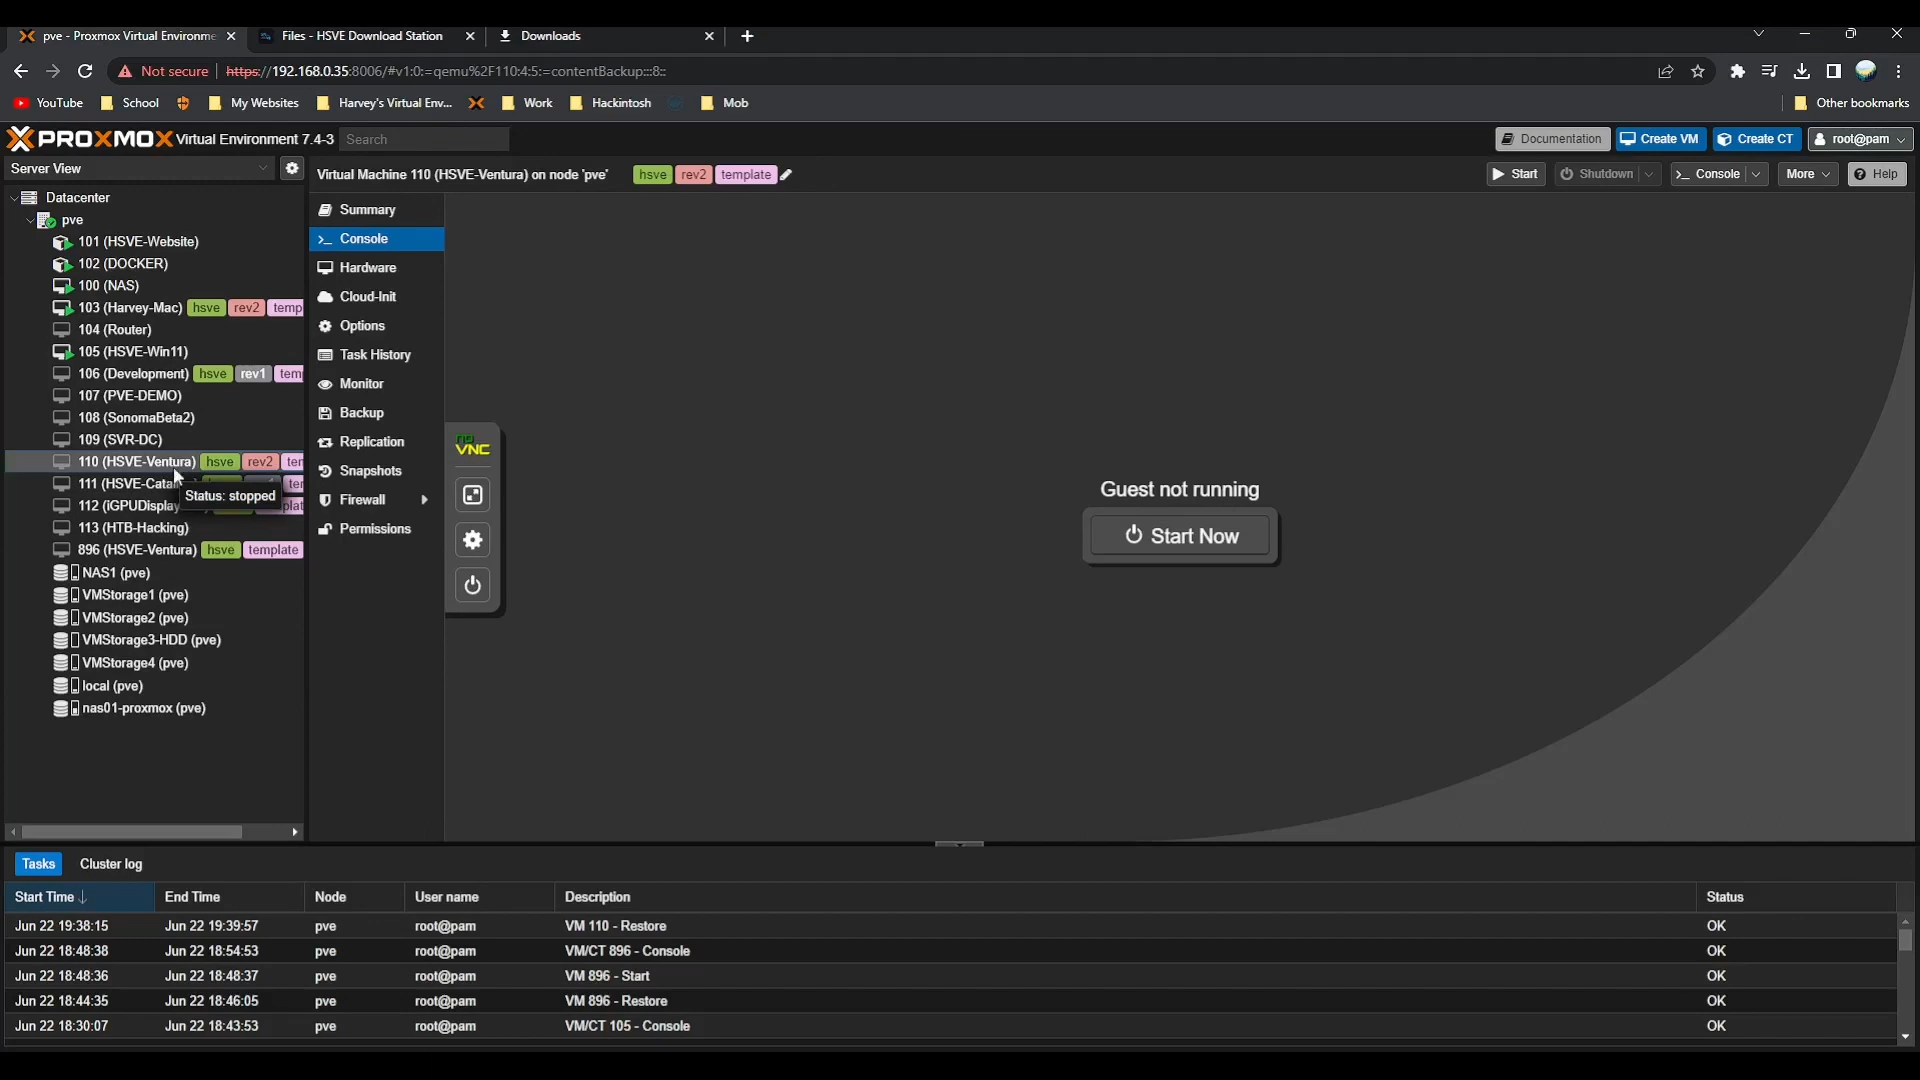 pve - Proxmox Virtual Environme
Files - HSVE Download Station
Downloads
Not secure
https://192.168.0.35:8006/#v1:0:=qemu%2F110:4:5:=contentBackup:::8::
YouTube
School
My Websites
Harvey's Virtual Env...
Work
Hackintosh
Mob
Other bookmarks
PROXMOX
Virtual Environment 7.4-3
Search
Documentation
Create VM
Create CT
root@pam
Server View
Virtual Machine 110 (HSVE-Ventura) on node 'pve'
hsve
rev2
template
Start
Shutdown
Console
More
Help
Datacenter
pve
101 (HSVE-Website)
102 (DOCKER)
100 (NAS)
103 (Harvey-Mac) hsve rev2 temp
104 (Router)
105 (HSVE-Win11)
106 (Development) hsve rev1 tem
107 (PVE-DEMO)
108 (SonomaBeta2)
109 (SVR-DC)
110 (HSVE-Ventura) hsve rev2 ten
111 (HSVE-Catal ter
Status: stopped
112 (iGPUDisplay plat
113 (HTB-Hacking)
896 (HSVE-Ventura) hsve template
NAS1 (pve)
VMStorage1 (pve)
VMStorage2 (pve)
VMStorage3-HDD (pve)
VMStorage4 (pve)
local (pve)
nas01-proxmox (pve)
Summary
Console
Hardware
Cloud-Init
Options
Task History
Monitor
Backup
Replication
Snapshots
Firewall
Permissions
no
VNC
Guest not running
Start Now
Tasks
Cluster log
Start Time End Time Node User name Description Status
Jun 22 19:38:15 Jun 22 19:39:57 pve root@pam VM 110 - Restore OK
Jun 22 18:48:38 Jun 22 18:54:53 pve root@pam VM/CT 896 - Console OK
Jun 22 18:48:36 Jun 22 18:48:37 pve root@pam VM 896 - Start OK
Jun 22 18:44:35 Jun 22 18:46:05 pve root@pam VM 896 - Restore OK
Jun 22 18:30:07 Jun 22 18:43:53 pve root@pam VM/CT 105 - Console OK